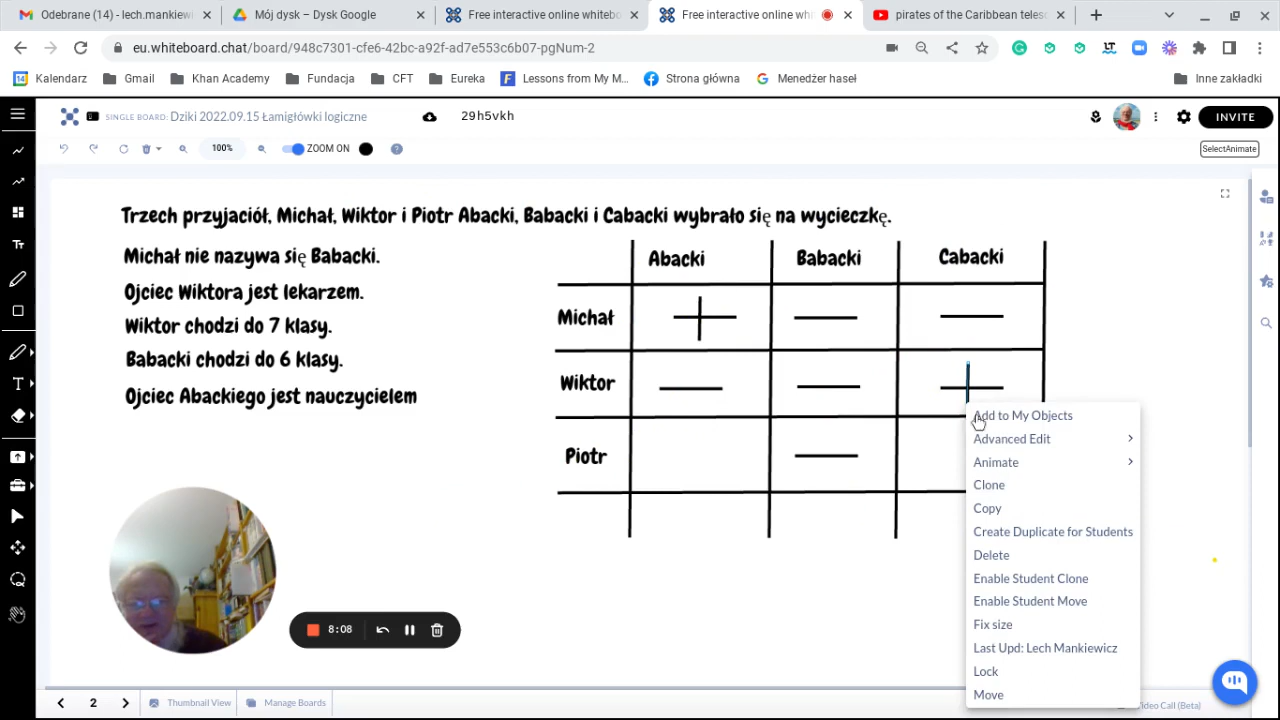 Odebrane (14) - lech.mankiew
Mój dysk – Dysk Google
Free interactive online whitebo
Free interactive online whi
pirates of the Caribbean teles
eu.whiteboard.chat/board/948c7301-cfe6-42bc-a92f-ad7e553c6b07-pgNum-2
Kalendarz
Gmail
Khan Academy
Fundacja
CFT
Eureka
Lessons from My M...
Strona główna
Menedżer haseł
Inne zakładki
SINGLE BOARD: Dziki 2022.09.15 Łamigłówki logiczne
29h5vkh
INVITE
100%
ZOOM ON
SelectAnimate
Trzech przyjaciół, Michał, Wiktor i Piotr Abacki, Babacki i Cabacki wybrało się na wycieczkę.
Michał nie nazywa się Babacki.
Ojciec Wiktora jest lekarzem.
Wiktor chodzi do 7 klasy.
Babacki chodzi do 6 klasy.
Ojciec Abackiego jest nauczycielem
Abacki Babacki Cabacki
Michał
Wiktor
Piotr
Add to My Objects
Advanced Edit
Animate
Clone
Copy
Create Duplicate for Students
Delete
Enable Student Clone
Enable Student Move
Fix size
Last Upd: Lech Mankiewicz
Lock
Move
8:08
2
Thumbnail View
Manage Boards
Video Call (Beta)